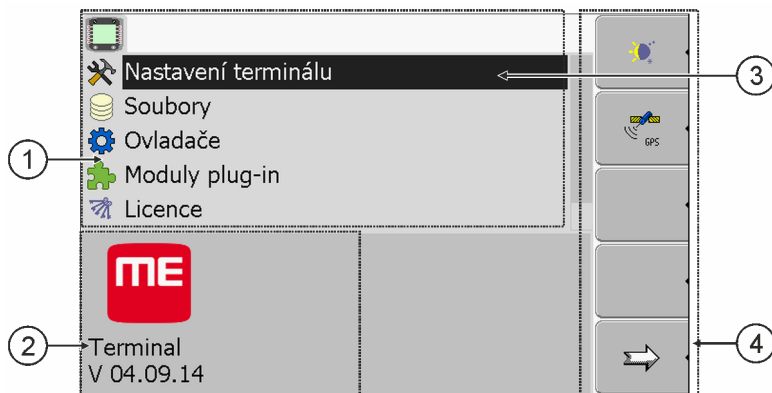 Nastavení terminálu
3
Soubory
GPS
Ovladače
1
Moduly plug-in
Licence
ME
2
Terminal
4
V 04.09.14